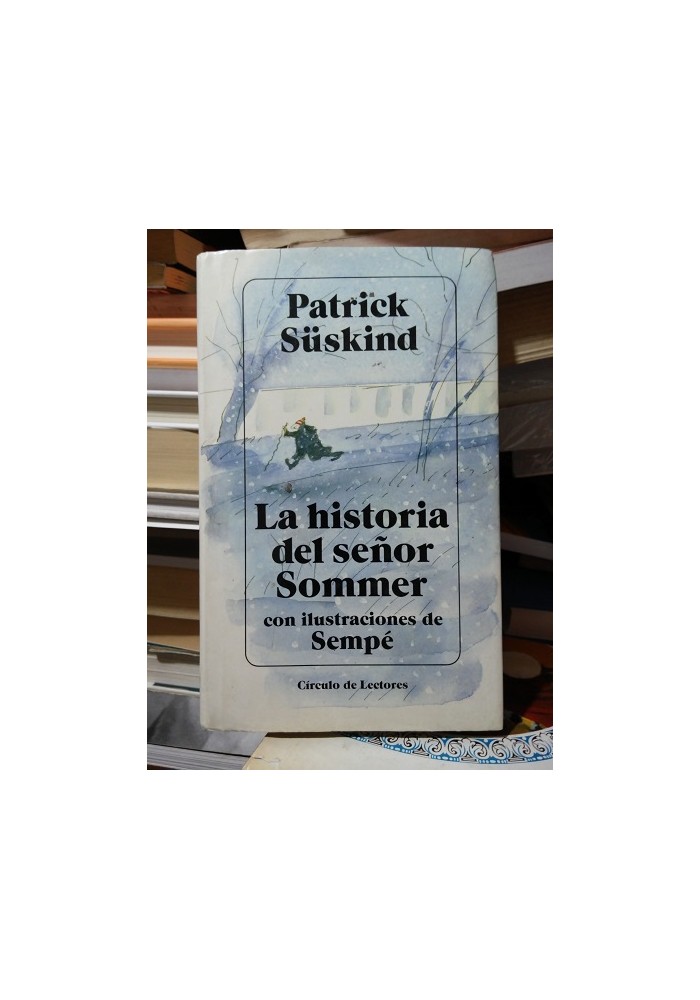 Patrick
Süskind
La historia
del señor
Sommer
con ilustraciones de
Sempé
Círculo de Lectores